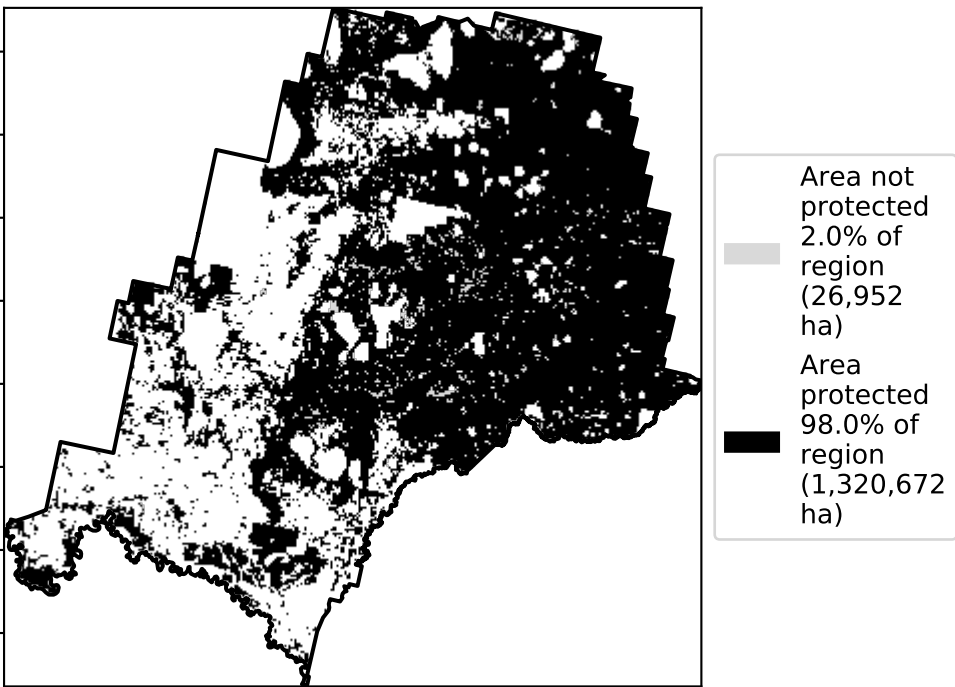 Area not
protected
2.0% of
region
(26,952
ha)
Area
protected
98.0% of
region
(1,320,672
ha)